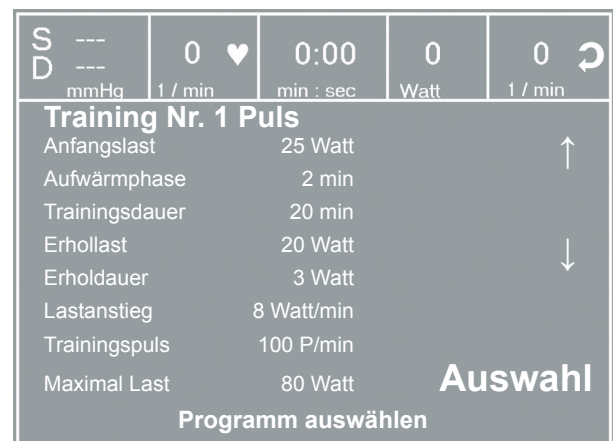 S --- 0 ♥ 0:00 0 0
D ---
mmHg 1 / min min : sec Watt 1 / min
Training Nr. 1 Puls
Anfangslast 25 Watt ↑
Aufwärmphase 2 min
Trainingsdauer 20 min
Erhollast 20 Watt ↓
Erholdauer 3 Watt
Lastanstieg 8 Watt/min
Trainingspuls 100 P/min
Maximal Last 80 Watt Auswahl
Programm auswählen